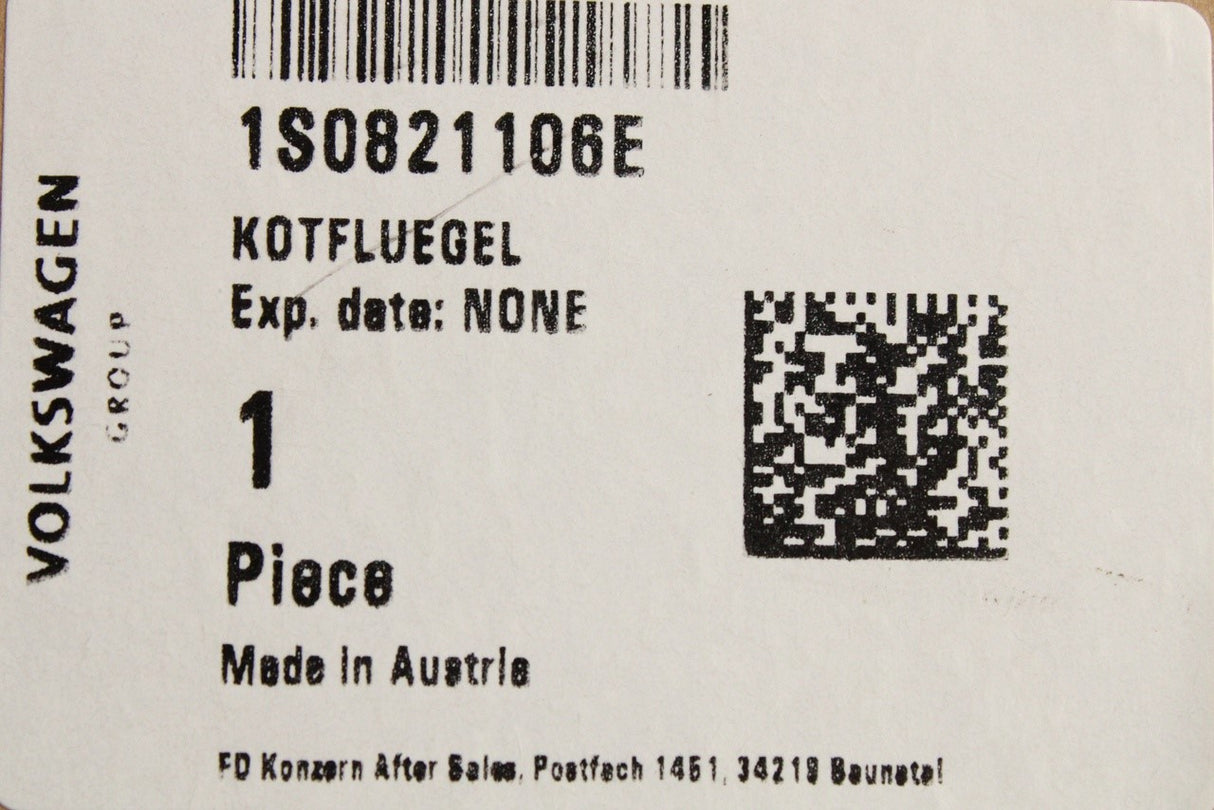 1S0821106E
KOTFLUEGEL
Exp. date: NONE
1
Piece
Made in Austria
FD Konzern After Sales, Postfach 1451, 34219 Baunatal
VOLKSWAGEN
GROUP